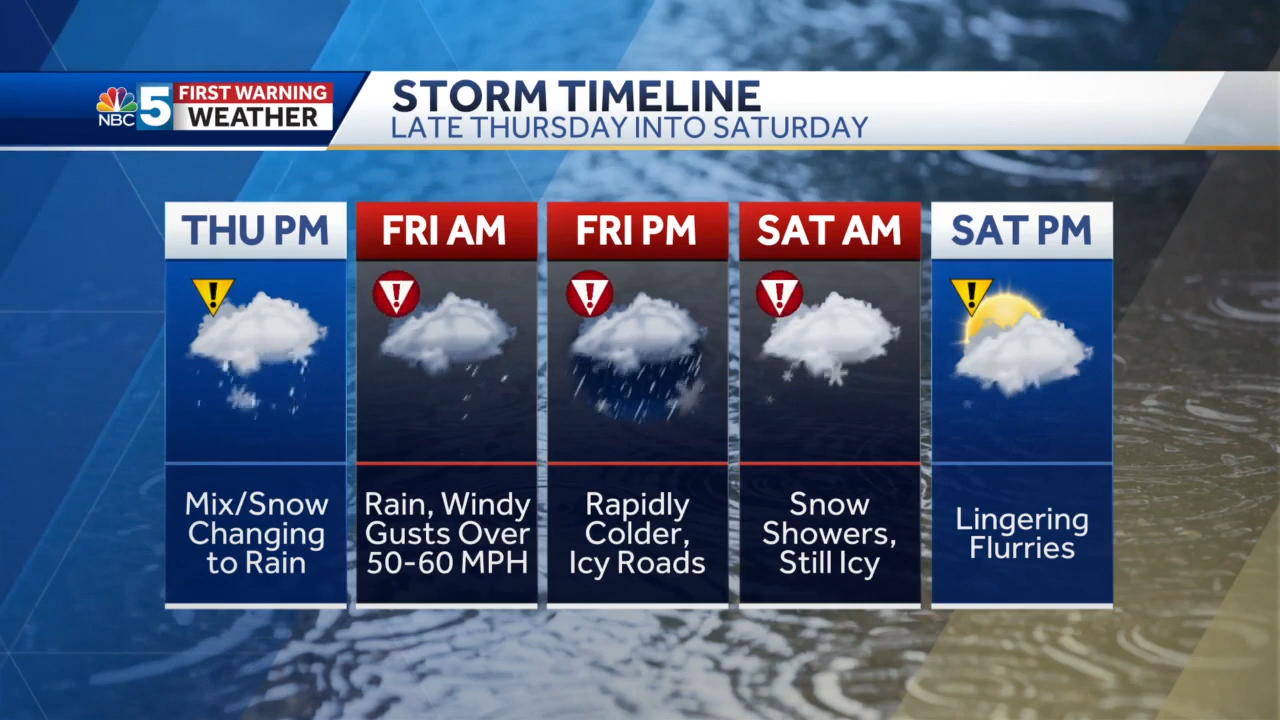 NBC 5 FIRST WARNING
WEATHER
STORM TIMELINE
LATE THURSDAY INTO SATURDAY
THU PM
!
Mix/Snow
Changing
to Rain
FRI AM
!
Rain, Windy
Gusts Over
50-60 MPH
FRI PM
!
Rapidly
Colder,
Icy Roads
SAT AM
!
Snow
Showers,
Still Icy
SAT PM
!
Lingering
Flurries